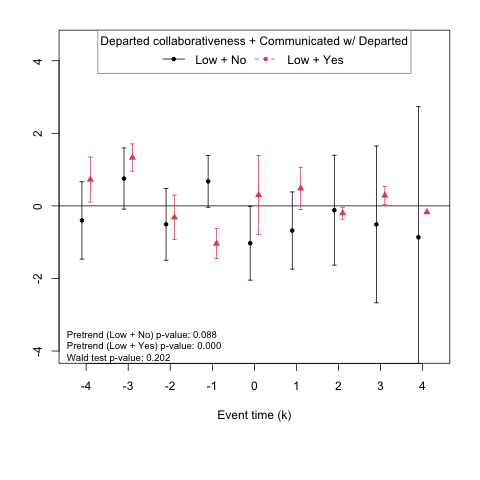 Departed collaborativeness + Communicated w/ Departed
Low + No Low + Yes
4
2
0
-2
-4
Pretrend (Low + No) p-value: 0.088
Pretrend (Low + Yes) p-value: 0.000
Wald test p-value: 0.202
-4 -3 -2 -1 0 1 2 3 4
Event time (k)